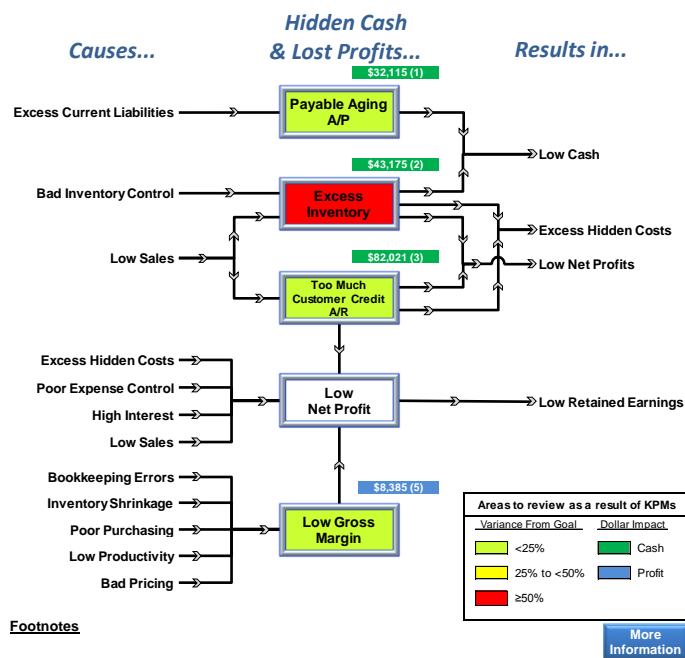 Causes...
Hidden Cash
& Lost Profits...
Results in...
$32,115 (1)
Excess Current Liabilities
Payable Aging
A/P
Low Cash
$43,175 (2)
Bad Inventory Control
Excess
Inventory
Excess Hidden Costs
Low Sales
$82,021 (3)
Low Net Profits
Too Much
Customer Credit
A/R
Excess Hidden Costs
Poor Expense Control
High Interest
Low Sales
Low
Net Profit
Low Retained Earnings
Bookkeeping Errors
Inventory Shrinkage
Poor Purchasing
Low Productivity
Bad Pricing
$8,385 (5)
Low Gross
Margin
Areas to review as a result of KPMs
Variance From Goal Dollar Impact
<25% Cash
25% to <50% Profit
≥50%
Footnotes
More
Information